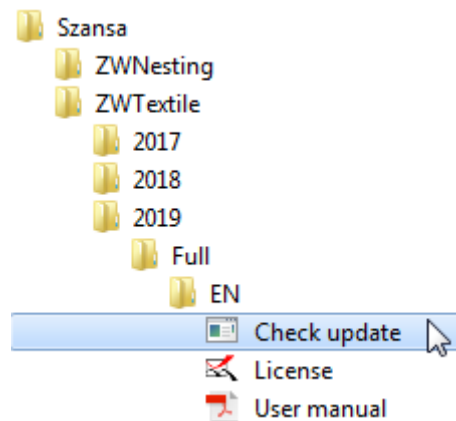 Szansa
ZWNesting
ZWTextile
2017
2018
2019
Full
EN
Check update
License
User manual